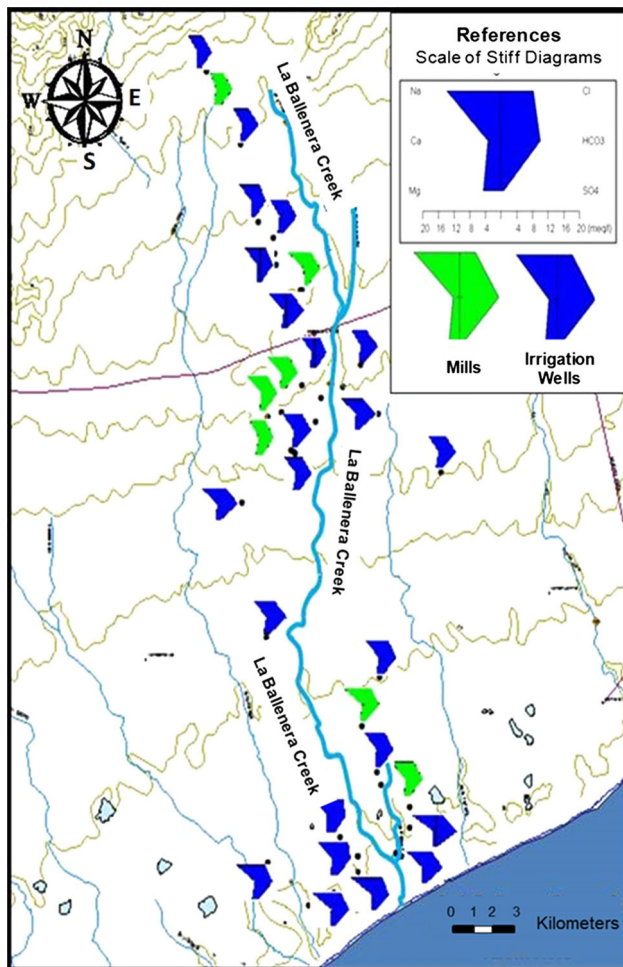 References
Scale of Stiff Diagrams
Na
Cl
Ca
HCO3
Mg
SO4
20 16 12 8 4 0 4 8 12 16 20 (meq/l)
Mills
Irrigation
Wells
N
W
E
S
La Ballenera Creek
La Ballenera Creek
La Ballenera Creek
0 1 2 3
Kilometers